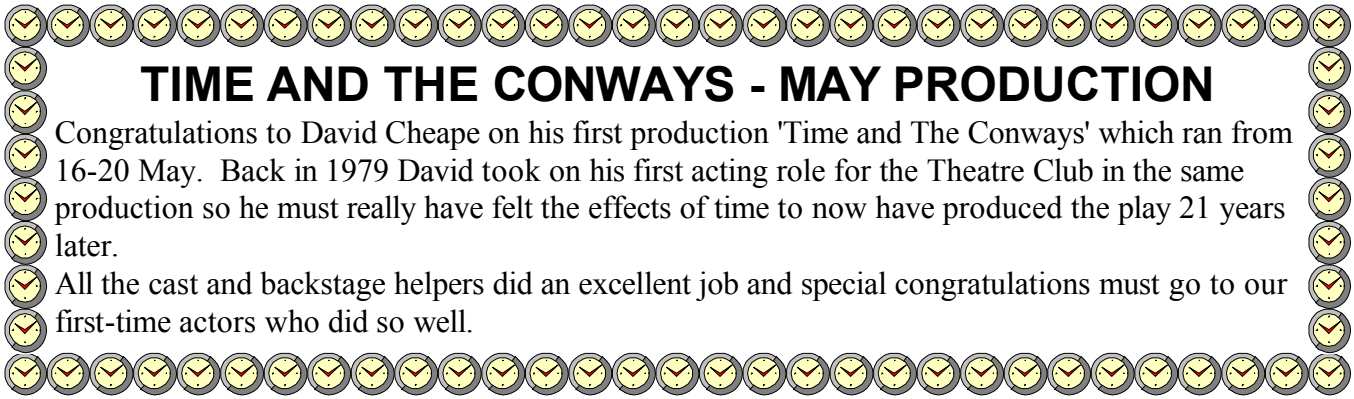 TIME AND THE CONWAYS - MAY PRODUCTION
Congratulations to David Cheape on his first production 'Time and The Conways' which ran from
16-20 May.  Back in 1979 David took on his first acting role for the Theatre Club in the same
production so he must really have felt the effects of time to now have produced the play 21 years
later.
All the cast and backstage helpers did an excellent job and special congratulations must go to our
first-time actors who did so well.